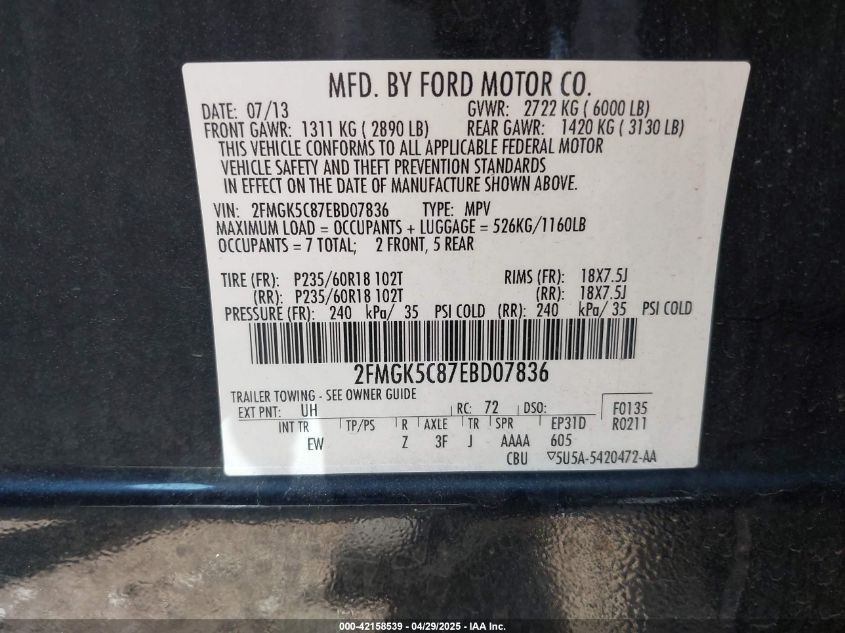 MFD. BY FORD MOTOR CO.
DATE: 07/13 GVWR: 2722 KG ( 6000 LB)
FRONT GAWR: 1311 KG ( 2890 LB) REAR GAWR: 1420 KG ( 3130 LB)
THIS VEHICLE CONFORMS TO ALL APPLICABLE FEDERAL MOTOR
VEHICLE SAFETY AND THEFT PREVENTION STANDARDS
IN EFFECT ON THE DATE OF MANUFACTURE SHOWN ABOVE.
VIN: 2FMGK5C87EBD07836 TYPE: MPV
MAXIMUM LOAD = OCCUPANTS + LUGGAGE = 526KG/1160LB
OCCUPANTS = 7 TOTAL; 2 FRONT, 5 REAR
TIRE (FR): P235/60R18 102T RIMS (FR): 18X7.5J
(RR): P235/60R18 102T (RR): 18X7.5J
PRESSURE (FR): 240 kPa/ 35 PSI COLD (RR): 240 kPa/ 35 PSI COLD
2FMGK5C87EBD07836
TRAILER TOWING - SEE OWNER GUIDE
EXT PNT: UH RC: 72 DSO: F0135
INT TR TP/PS R AXLE TR SPR EP31D R0211
EW Z 3F J AAAA 605
CBU ▽5U5A-5420472-AA
000-42158539 - 04/29/2025 - IAA Inc.